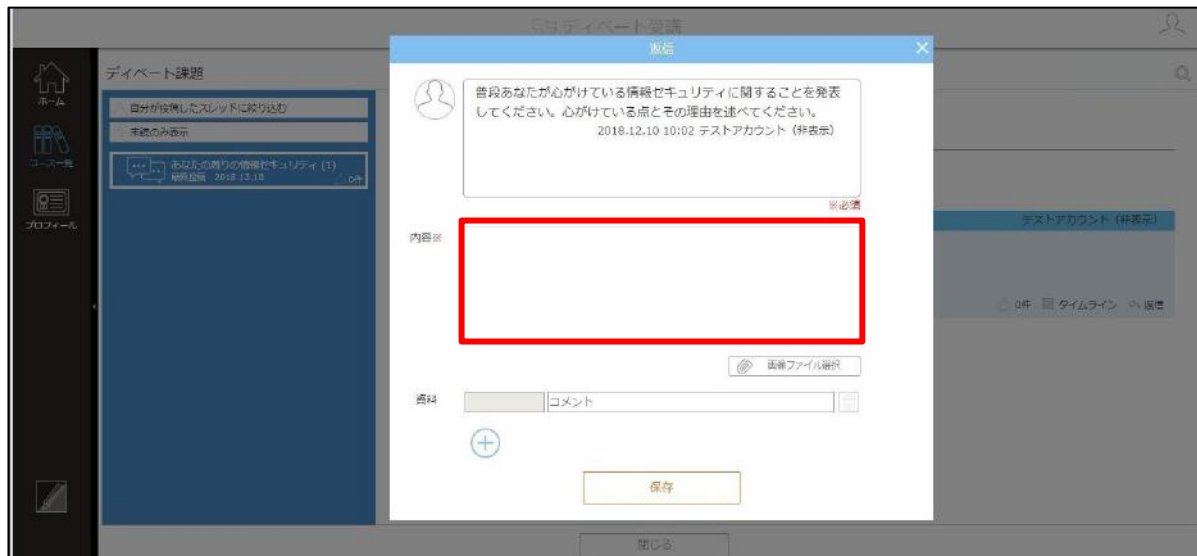 ディベート受講
返信
×
ホーム
コース一覧
プロフィール
ディベート課題
自分が投稿したスレッドに絞り込む
未読のみ表示
あなたの周りの情報セキュリティ (1)
最終投稿 2018.12.10
0件
普段あなたが心がけている情報セキュリティに関することを発表
してください。心がけている点とその理由を述べてください。
2018.12.10 10:02 テストアカウント（非表示）
※必須
内容※
画像ファイル選択
資料
コメント
保存
テストアカウント（非表示）
0件 タイムライン 返信
閉じる